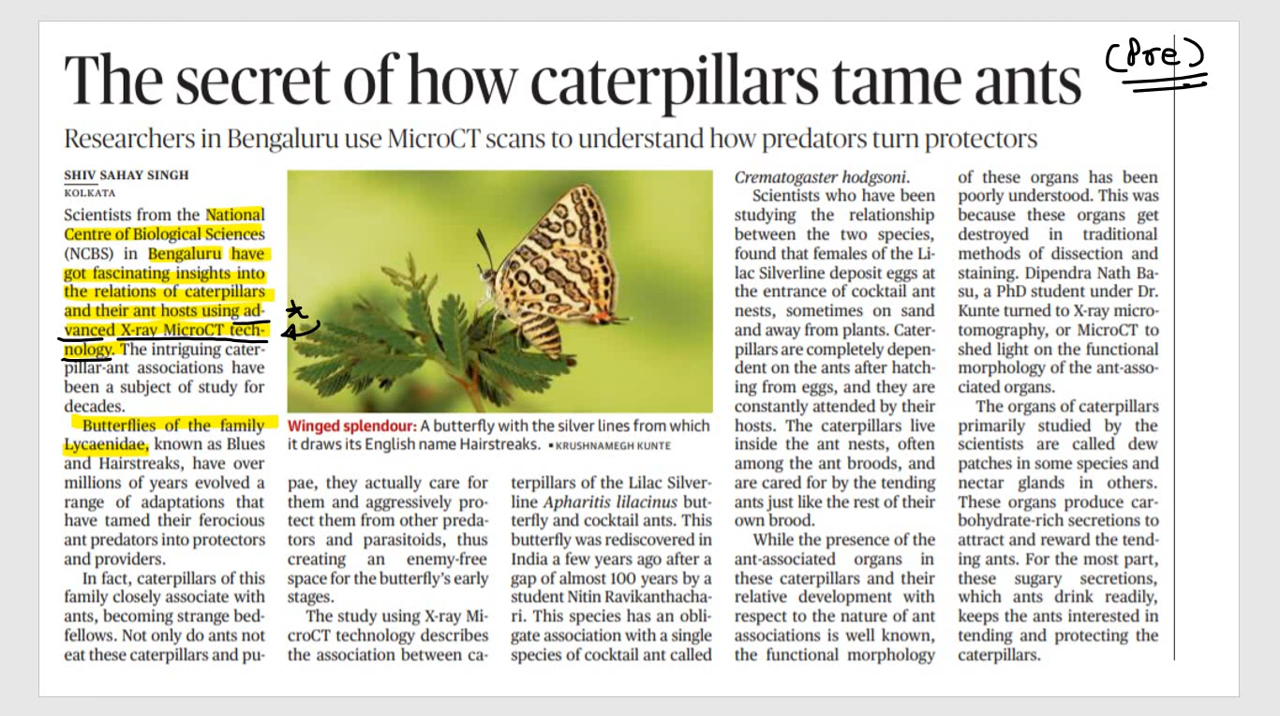 The secret of how caterpillars tame ants
(Pre)
Researchers in Bengaluru use MicroCT scans to understand how predators turn protectors
SHIV SAHAY SINGH
KOLKATA
Scientists from the National
Centre of Biological Sciences
(NCBS) in Bengaluru have
got fascinating insights into
the relations of caterpillars
and their ant hosts using ad-
vanced X-ray MicroCT tech-
nology. The intriguing cater-
pillar-ant associations have
been a subject of study for
decades.
Butterflies of the family
Lycaenidae, known as Blues
and Hairstreaks, have over
millions of years evolved a
range of adaptations that
have tamed their ferocious
ant predators into protectors
and providers.
In fact, caterpillars of this
family closely associate with
ants, becoming strange bed-
fellows. Not only do ants not
eat these caterpillars and pu-
Winged splendour: A butterfly with the silver lines from which
it draws its English name Hairstreaks. ▪ KRUSHNAMEGH KUNTE
pae, they actually care for
them and aggressively pro-
tect them from other preda-
tors and parasitoids, thus
creating an enemy-free
space for the butterfly's early
stages.
The study using X-ray Mi-
croCT technology describes
the association between ca-
terpillars of the Lilac Silver-
line Apharitis lilacinus but-
terfly and cocktail ants. This
butterfly was rediscovered in
India a few years ago after a
gap of almost 100 years by a
student Nitin Ravikanthacha-
ri. This species has an obli-
gate association with a single
species of cocktail ant called
Crematogaster hodgsoni.
Scientists who have been
studying the relationship
between the two species,
found that females of the Li-
lac Silverline deposit eggs at
the entrance of cocktail ant
nests, sometimes on sand
and away from plants. Cater-
pillars are completely depen-
dent on the ants after hatch-
ing from eggs, and they are
constantly attended by their
hosts. The caterpillars live
inside the ant nests, often
among the ant broods, and
are cared for by the tending
ants just like the rest of their
own brood.
While the presence of the
ant-associated organs in
these caterpillars and their
relative development with
respect to the nature of ant
associations is well known,
the functional morphology
of these organs has been
poorly understood. This was
because these organs get
destroyed in traditional
methods of dissection and
staining. Dipendra Nath Ba-
su, a PhD student under Dr.
Kunte turned to X-ray micro-
tomography, or MicroCT to
shed light on the functional
morphology of the ant-asso-
ciated organs.
The organs of caterpillars
primarily studied by the
scientists are called dew
patches in some species and
nectar glands in others.
These organs produce car-
bohydrate-rich secretions to
attract and reward the tend-
ing ants. For the most part,
these sugary secretions,
which ants drink readily,
keeps the ants interested in
tending and protecting the
caterpillars.